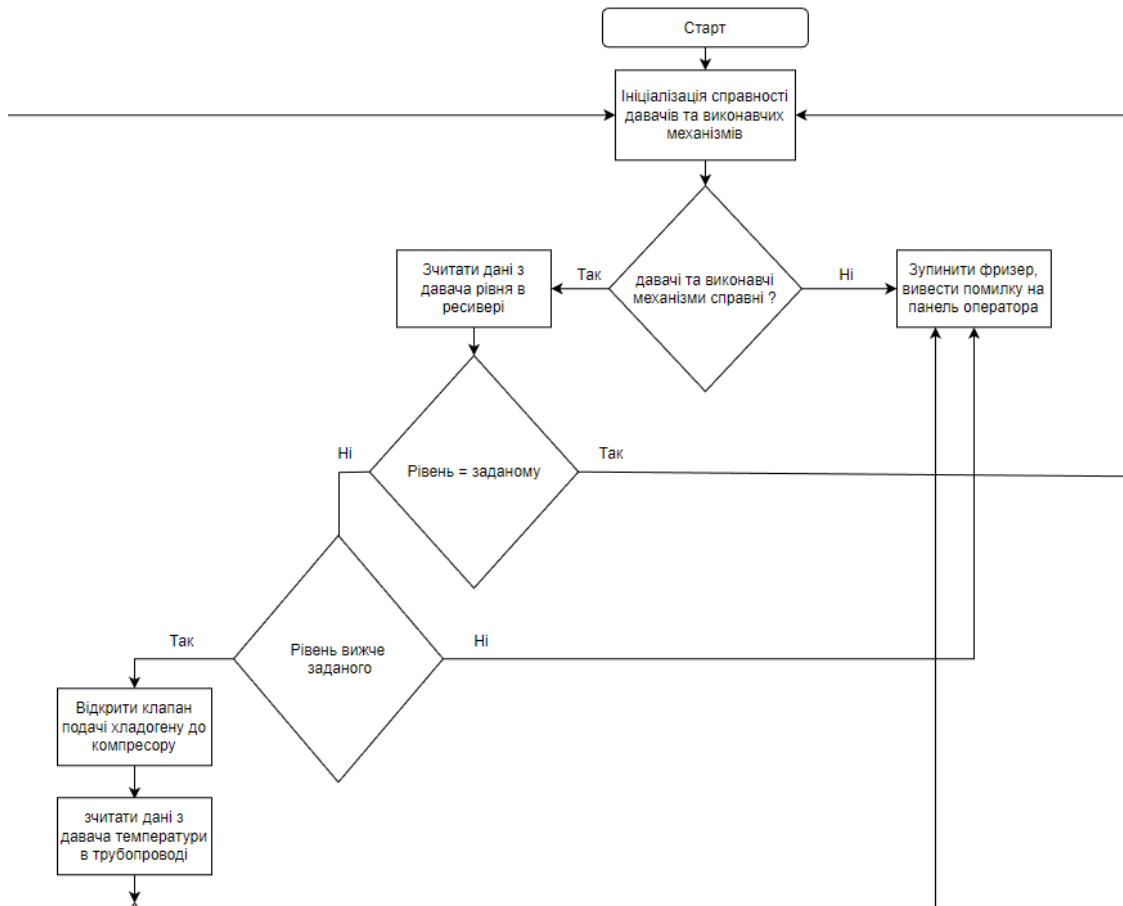 Старт
Ініціалізація справності
давачів та виконавчих
механізмів
Зчитати дані з
давача рівня в
ресивері
Так
давачі та виконавчі
механізми справні ?
Ні
Зупинити фризер,
вивести помилку на
панель оператора
Ні
Рівень = заданому
Так
Так
Рівень вижче
заданого
Ні
Відкрити клапан
подачі хладогену до
компресору
зчитати дані з
давача температури
в трубопроводі